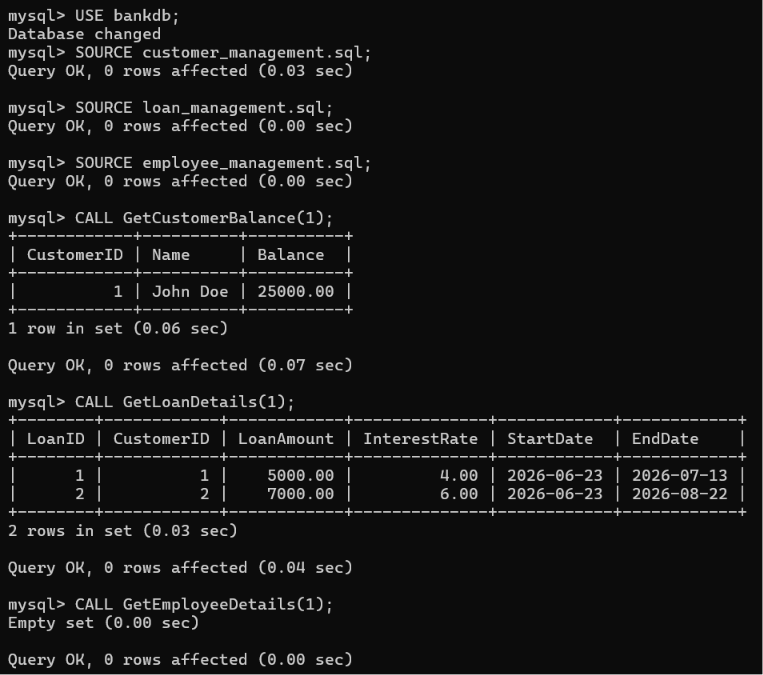 mysql> USE bankdb;
Database changed
mysql> SOURCE customer_management.sql;
Query OK, 0 rows affected (0.03 sec)
mysql> SOURCE loan_management.sql;
Query OK, 0 rows affected (0.00 sec)
mysql> SOURCE employee_management.sql;
Query OK, 0 rows affected (0.00 sec)
mysql> CALL GetCustomerBalance(1);
+------------+----------+----------+
| CustomerID | Name     | Balance  |
+------------+----------+----------+
|          1 | John Doe | 25000.00 |
+------------+----------+----------+
1 row in set (0.06 sec)
Query OK, 0 rows affected (0.07 sec)
mysql> CALL GetLoanDetails(1);
+--------+------------+------------+--------------+------------+------------+
| LoanID | CustomerID | LoanAmount | InterestRate | StartDate  | EndDate    |
+--------+------------+------------+--------------+------------+------------+
|      1 |          1 |    5000.00 |         4.00 | 2026-06-23 | 2026-07-13 |
|      2 |          2 |    7000.00 |         6.00 | 2026-06-23 | 2026-08-22 |
+--------+------------+------------+--------------+------------+------------+
2 rows in set (0.03 sec)
Query OK, 0 rows affected (0.04 sec)
mysql> CALL GetEmployeeDetails(1);
Empty set (0.00 sec)
Query OK, 0 rows affected (0.00 sec)